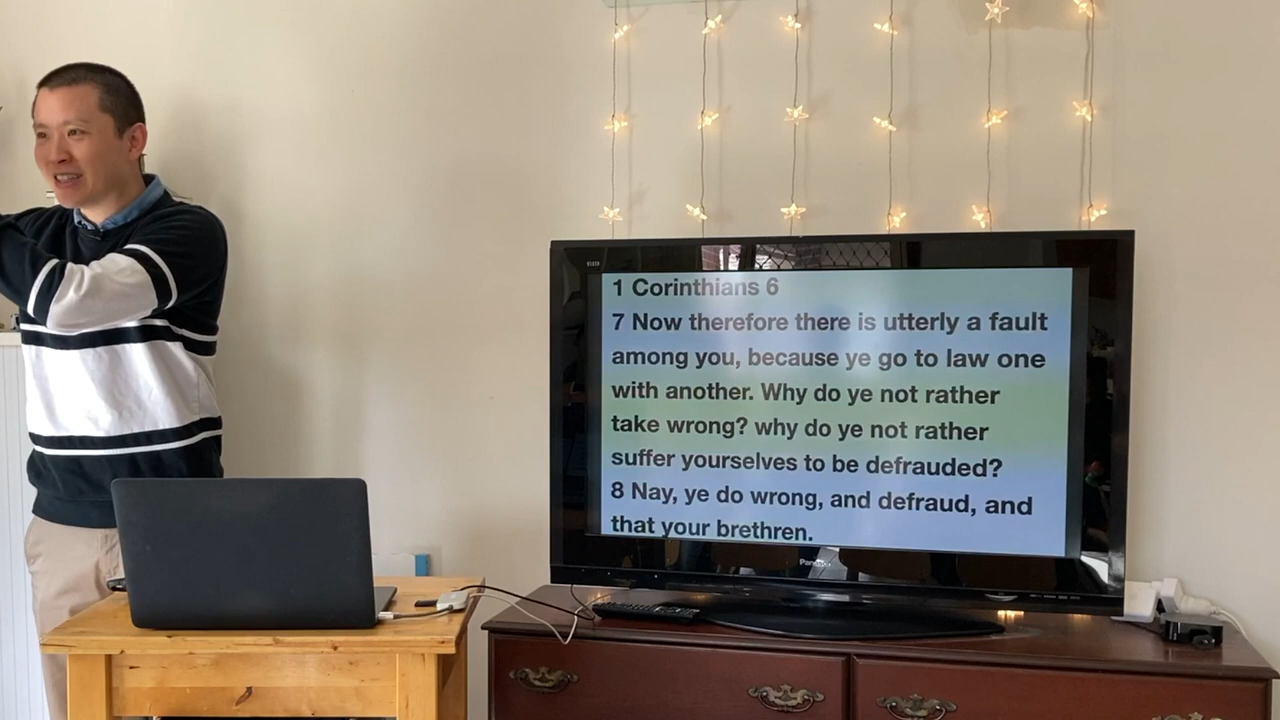 1 Corinthians 6
7 Now therefore there is utterly a fault
among you, because ye go to law one
with another. Why do ye not rather
take wrong? why do ye not rather
suffer yourselves to be defrauded?
8 Nay, ye do wrong, and defraud, and
that your brethren.